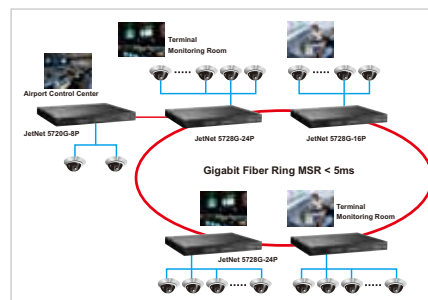 Terminal
Monitoring Room
Airport Control Center
JetNet 5720G-8P
JetNet 5728G-24P
JetNet 5728G-16P
Gigabit Fiber Ring MSR < 5ms
Terminal
Monitoring Room
JetNet 5728G-24P